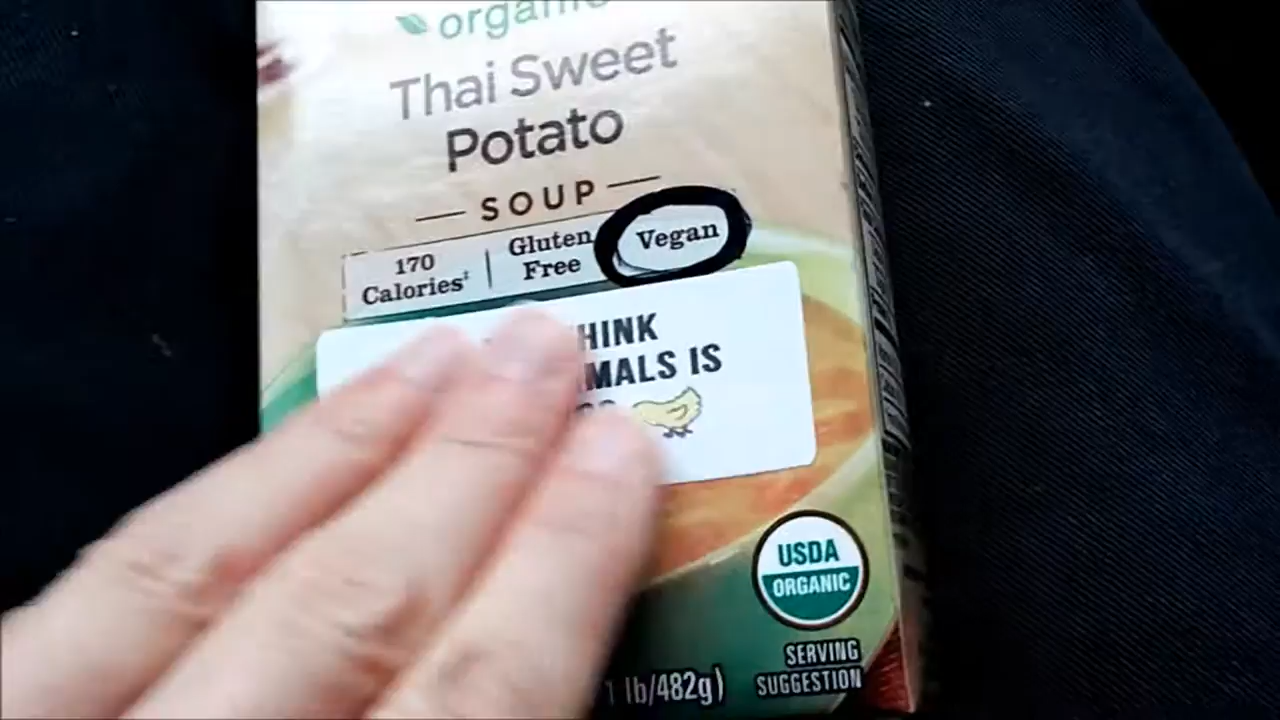 organic
Thai Sweet
Potato
SOUP
170
Calories‡
Gluten
Free
Vegan
HINK
MALS IS
USDA
ORGANIC
SERVING
SUGGESTION
1 lb/482g)